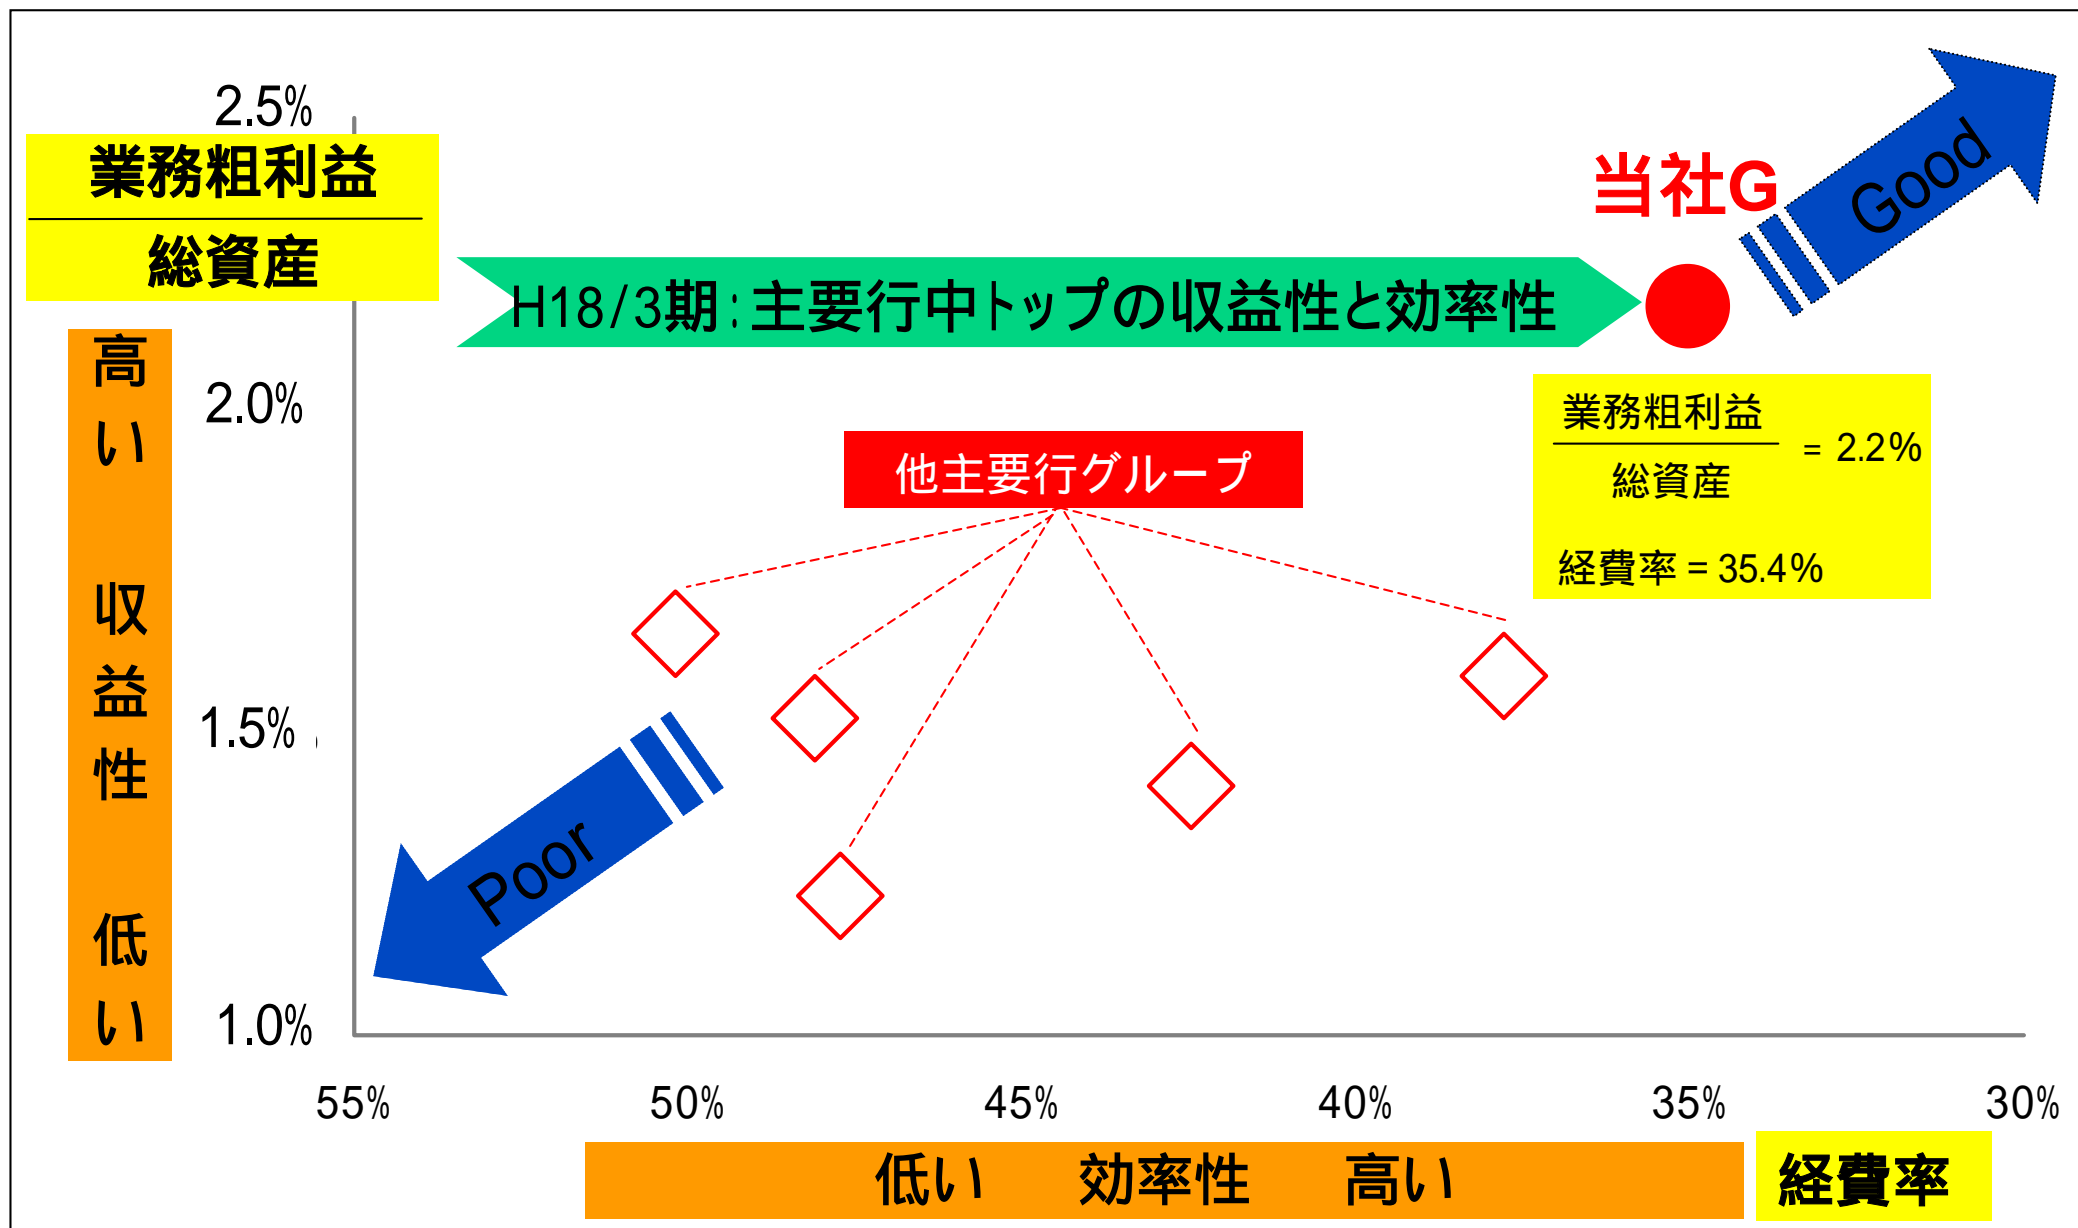 2.5%
業務粗利益
総資産
当社G
Good
H18/3期:主要行中トップの収益性と効率性
高い 収益性 低い
2.0%
1.5%
1.0%
他主要行グループ
業務粗利益
総資産
= 2.2%
経費率 = 35.4%
Poor
55% 50% 45% 40% 35% 30%
低い 効率性 高い
経費率